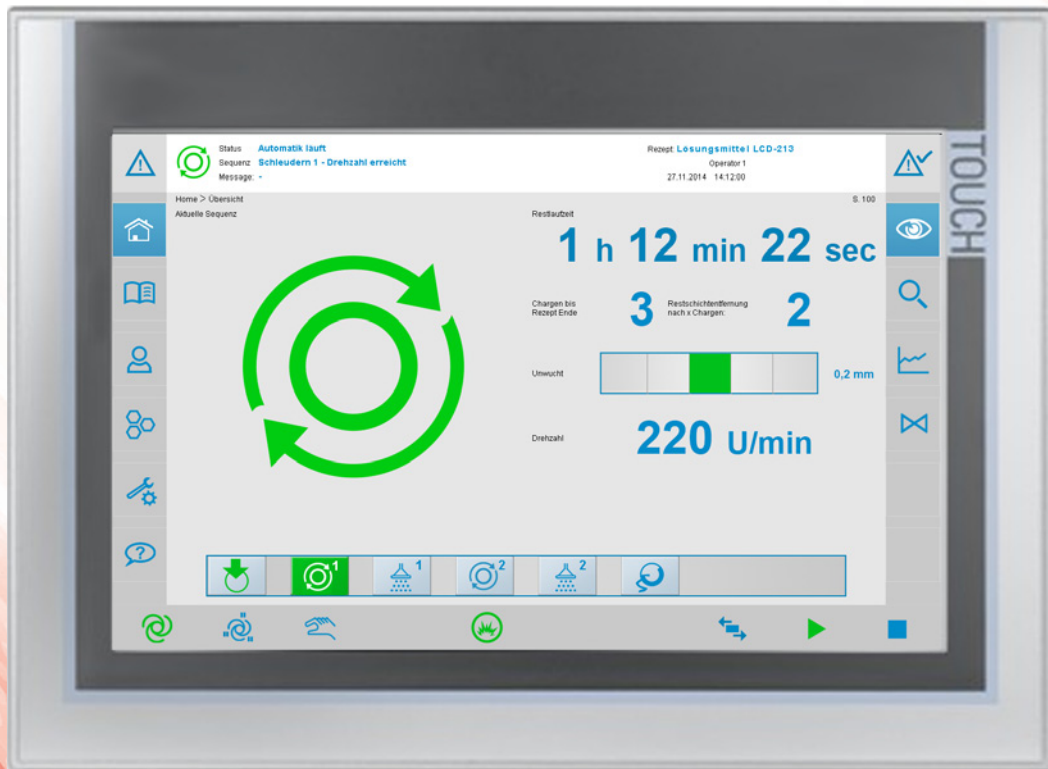 Status Automatik läuft
Sequenz Schleudern 1 - Drehzahl erreicht
Message: -
Rezept: Lösungsmittel LCD-213
Operator 1
27.11.2014 14:12:00
TOUCH
Home > Übersicht
S. 100
Aktuelle Sequenz
Restlaufzeit
1 h 12 min 22 sec
Chargen bis
Rezept Ende
3
Restschichtentfernung
nach x Chargen:
2
Unwucht
0,2 mm
Drehzahl
220 U/min
1
1
2
2